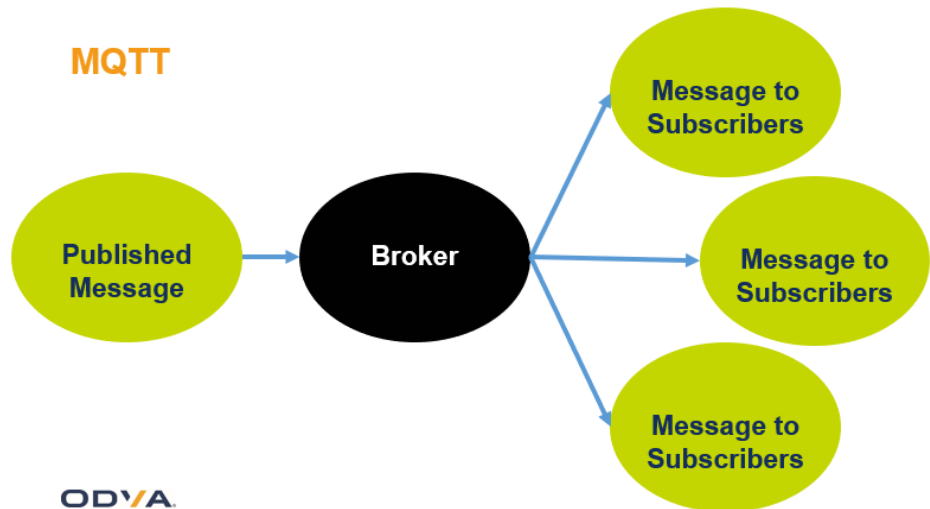 MQTT
Published
Message
Broker
Message to
Subscribers
Message to
Subscribers
Message to
Subscribers
ODVA.